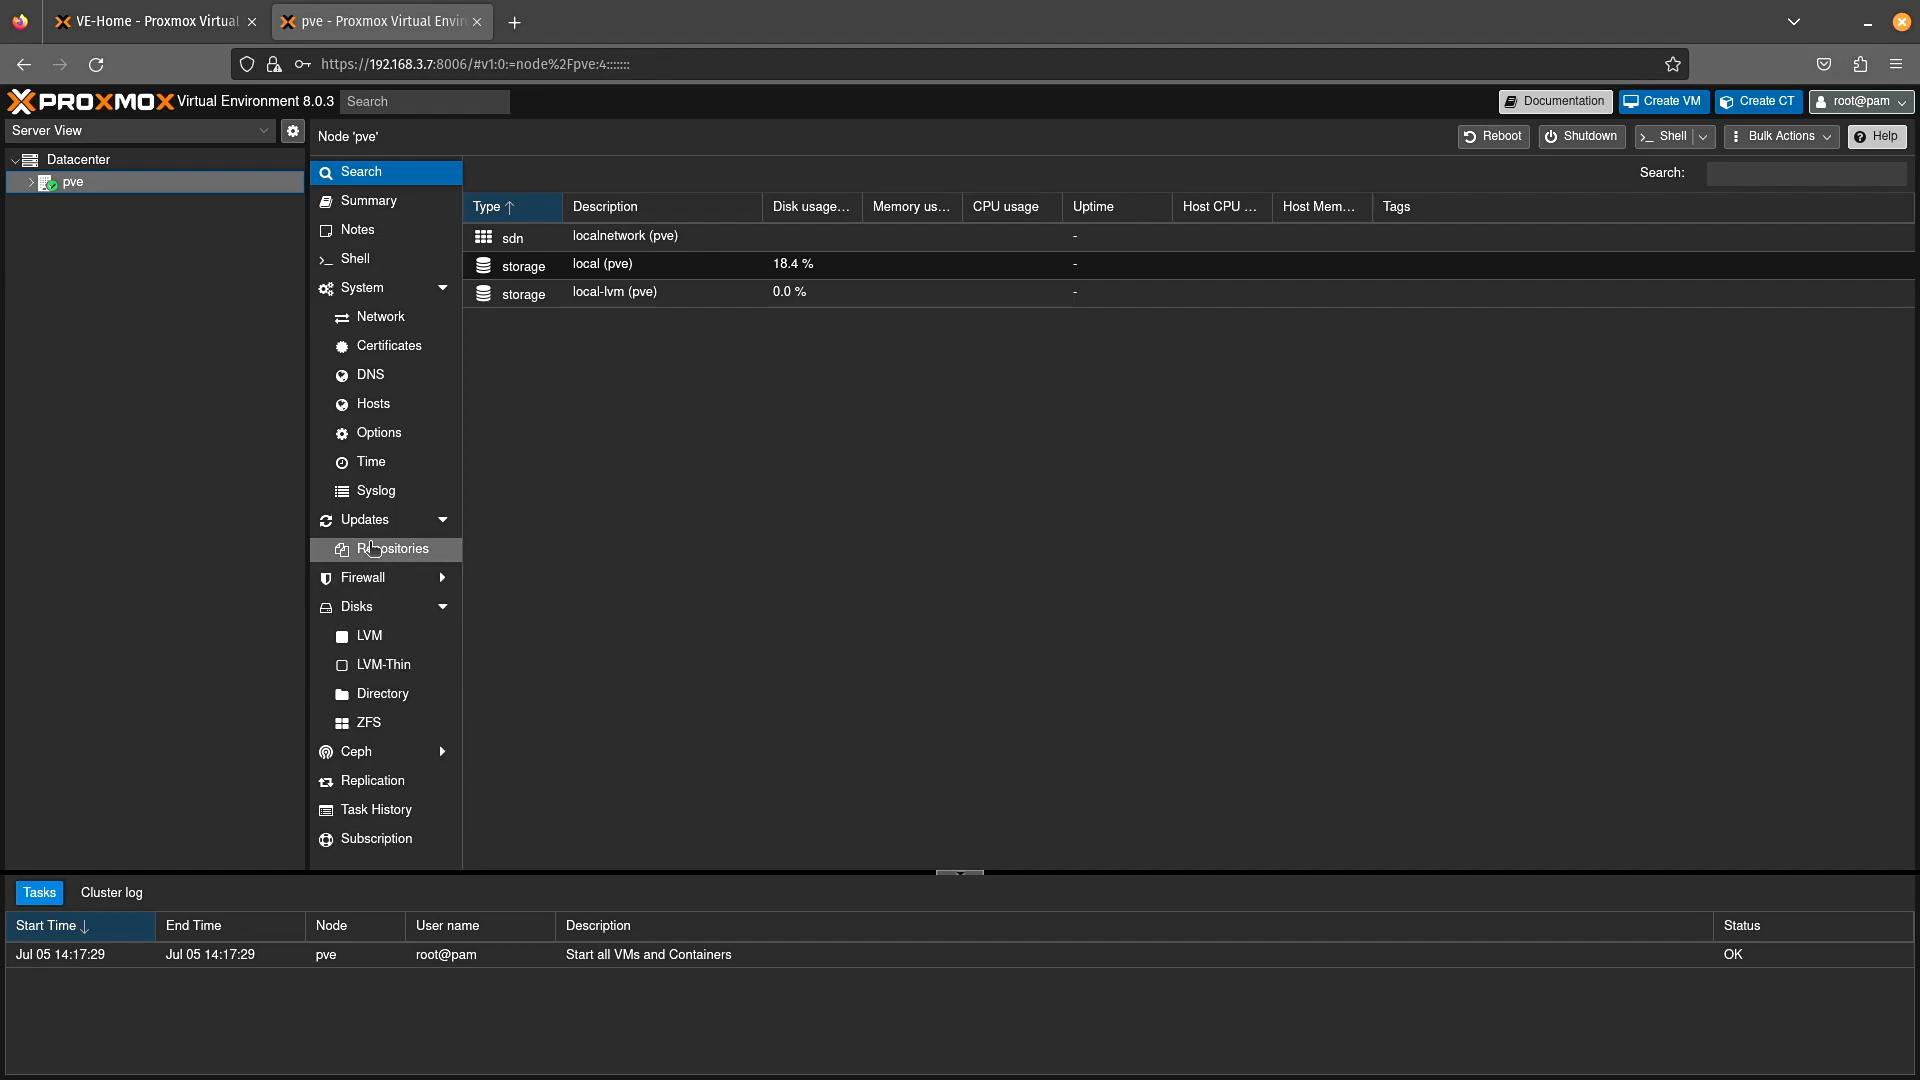 VE-Home - Proxmox Virtual
pve - Proxmox Virtual Envir
https://192.168.3.7:8006/#v1:0:=node%2Fpve:4:::::::
PROXMOX Virtual Environment 8.0.3 Search
Documentation Create VM Create CT root@pam
Server View
Node 'pve'
Reboot Shutdown Shell Bulk Actions Help
Datacenter
pve
Search
Summary
Notes
Shell
System
Network
Certificates
DNS
Hosts
Options
Time
Syslog
Updates
Repositories
Firewall
Disks
LVM
LVM-Thin
Directory
ZFS
Ceph
Replication
Task History
Subscription
Search:
Type Description Disk usage... Memory us... CPU usage Uptime Host CPU ... Host Mem... Tags
sdn localnetwork (pve) -
storage local (pve) 18.4 % -
storage local-lvm (pve) 0.0 % -
Tasks Cluster log
Start Time End Time Node User name Description Status
Jul 05 14:17:29 Jul 05 14:17:29 pve root@pam Start all VMs and Containers OK